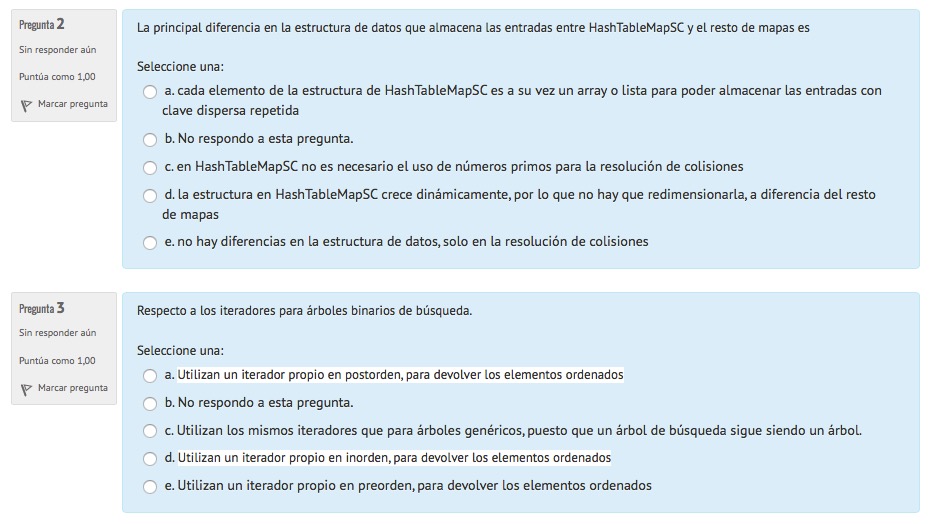 Pregunta 2
Sin responder aún
Puntúa como 1,00
Marcar pregunta
La principal diferencia en la estructura de datos que almacena las entradas entre HashTableMapSC y el resto de mapas es
Seleccione una:
a. cada elemento de la estructura de HashTableMapSC es a su vez un array o lista para poder almacenar las entradas con
clave dispersa repetida
b. No respondo a esta pregunta.
c. en HashTableMapSC no es necesario el uso de números primos para la resolución de colisiones
d. la estructura en HashTableMapSC crece dinámicamente, por lo que no hay que redimensionarla, a diferencia del resto
de mapas
e. no hay diferencias en la estructura de datos, solo en la resolución de colisiones
Pregunta 3
Sin responder aún
Puntúa como 1,00
Marcar pregunta
Respecto a los iteradores para árboles binarios de búsqueda.
Seleccione una:
a. Utilizan un iterador propio en postorden, para devolver los elementos ordenados
b. No respondo a esta pregunta.
c. Utilizan los mismos iteradores que para árboles genéricos, puesto que un árbol de búsqueda sigue siendo un árbol.
d. Utilizan un iterador propio en inorden, para devolver los elementos ordenados
e. Utilizan un iterador propio en preorden, para devolver los elementos ordenados